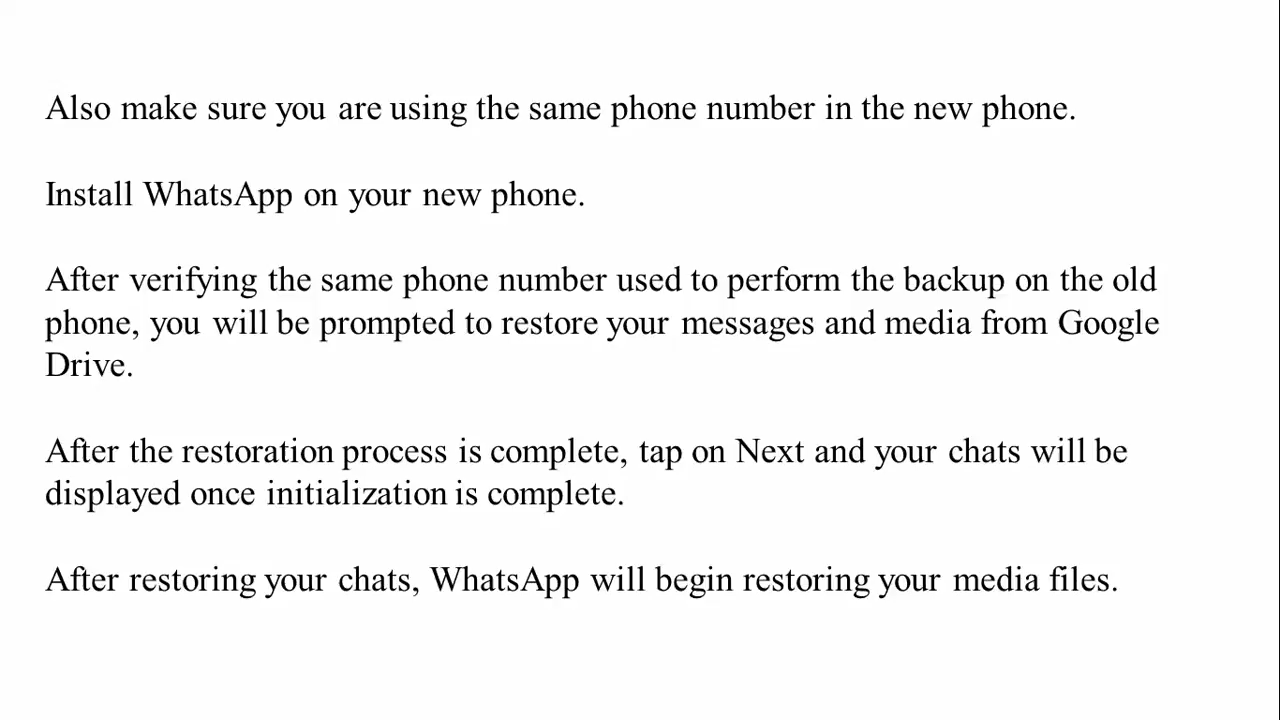 Also make sure you are using the same phone number in the new phone.
Install WhatsApp on your new phone.
After verifying the same phone number used to perform the backup on the old
phone, you will be prompted to restore your messages and media from Google
Drive.
After the restoration process is complete, tap on Next and your chats will be
displayed once initialization is complete.
After restoring your chats, WhatsApp will begin restoring your media files.